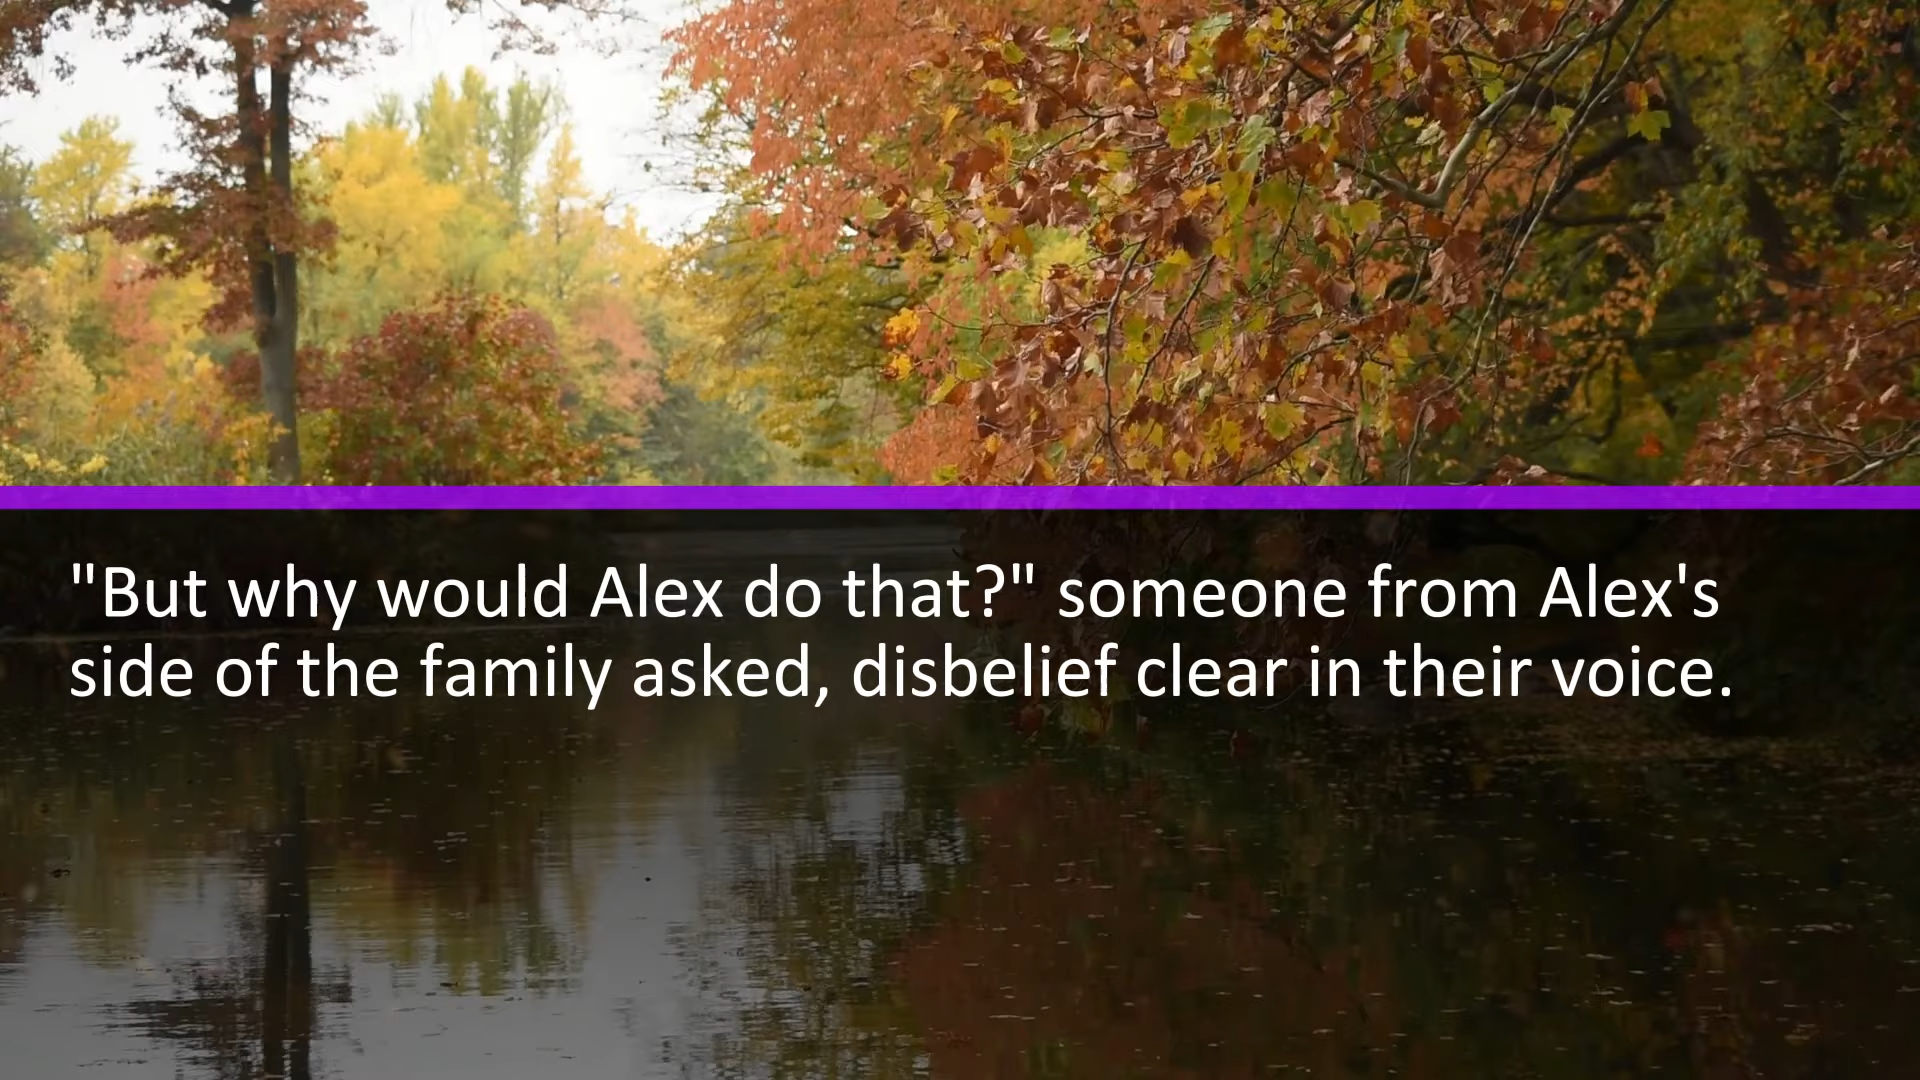 "But why would Alex do that?" someone from Alex's
side of the family asked, disbelief clear in their voice.